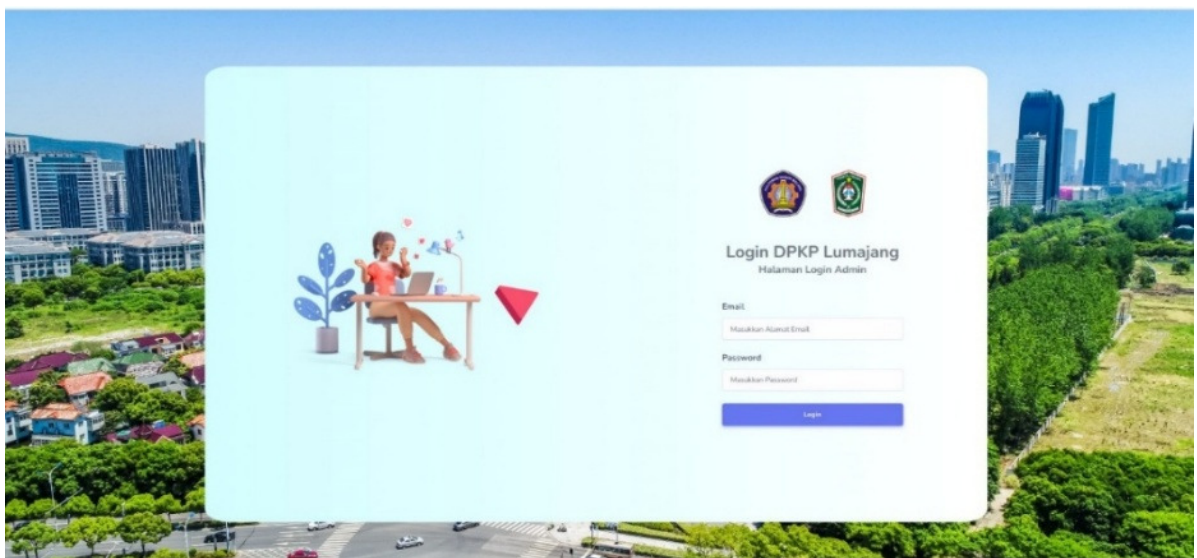 Login DPKP Lumajang
Halaman Login Admin
Email
Masukkan Alamat Email
Password
Masukkan Password
Login